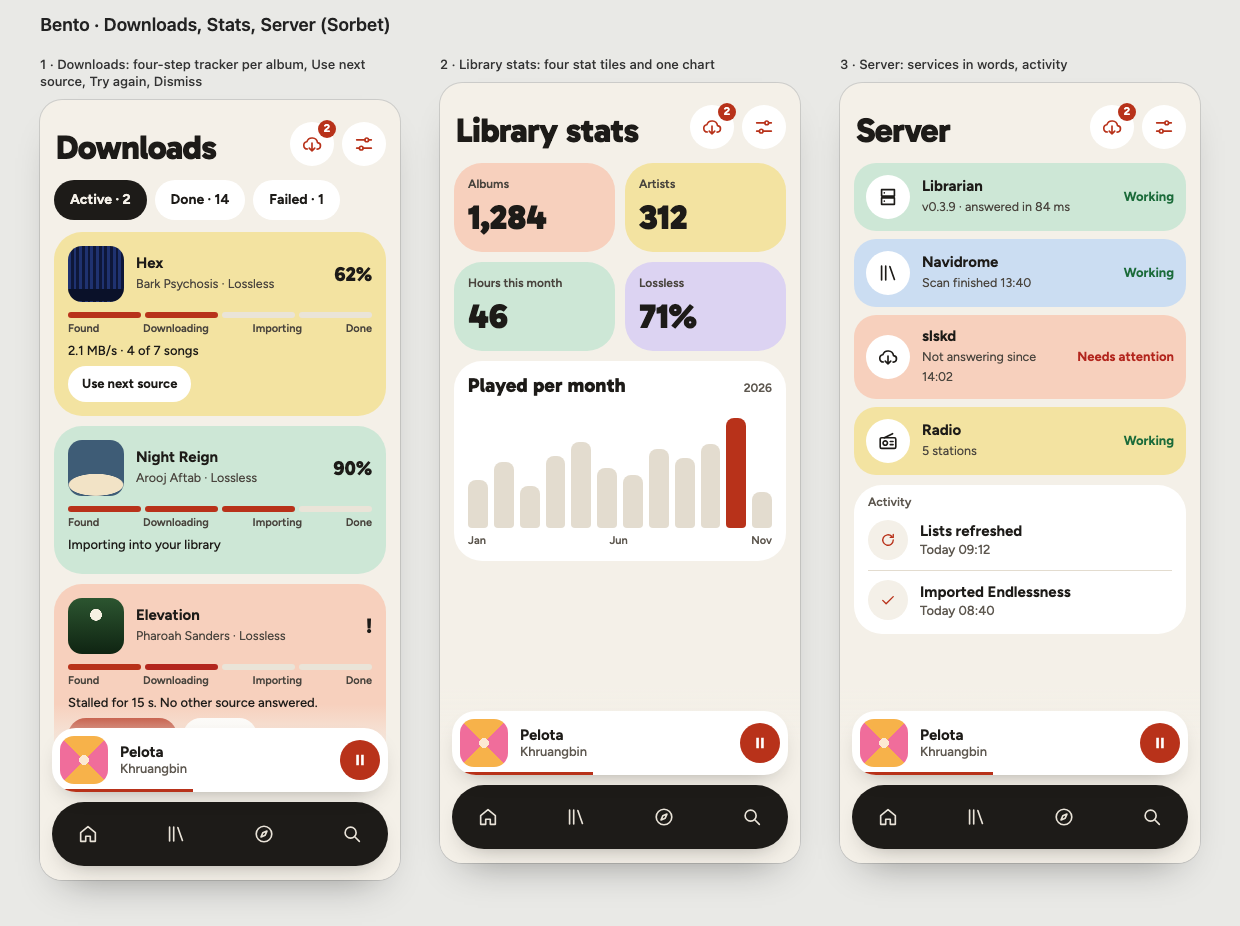 Bento · Downloads, Stats, Server (Sorbet)
1 · Downloads: four-step tracker per album, Use next
source, Try again, Dismiss
Downloads
2
Active · 2
Done · 14
Failed · 1
Hex
Bark Psychosis · Lossless
62%
Found
Downloading
Importing
Done
2.1 MB/s · 4 of 7 songs
Use next source
Night Reign
Arooj Aftab · Lossless
90%
Found
Downloading
Importing
Done
Importing into your library
Elevation
Pharoah Sanders · Lossless
!
Found
Downloading
Importing
Done
Stalled for 15 s. No other source answered.
Pelota
Khruangbin
2 · Library stats: four stat tiles and one chart
Library stats
2
Albums
1,284
Artists
312
Hours this month
46
Lossless
71%
Played per month
2026
Jan
Jun
Nov
Pelota
Khruangbin
3 · Server: services in words, activity
Server
2
Librarian
v0.3.9 · answered in 84 ms
Working
Navidrome
Scan finished 13:40
Working
slskd
Not answering since
14:02
Needs attention
Radio
5 stations
Working
Activity
Lists refreshed
Today 09:12
Imported Endlessness
Today 08:40
Pelota
Khruangbin